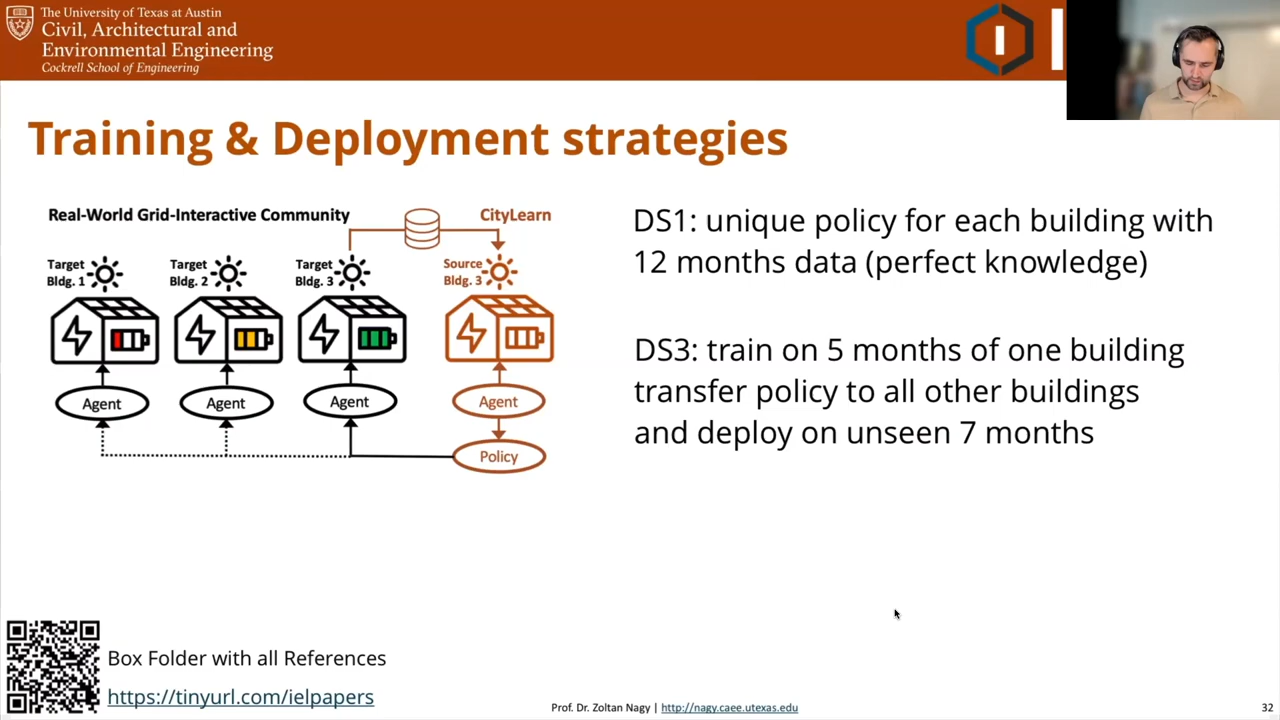 The University of Texas at Austin
Civil, Architectural and
Environmental Engineering
Cockrell School of Engineering
Training & Deployment strategies
Real-World Grid-Interactive Community
CityLearn
Target
Bldg. 1
Target
Bldg. 2
Target
Bldg. 3
Source
Bldg. 3
Agent
Agent
Agent
Agent
Policy
DS1: unique policy for each building with
12 months data (perfect knowledge)
DS3: train on 5 months of one building
transfer policy to all other buildings
and deploy on unseen 7 months
Box Folder with all References
https://tinyurl.com/ielpapers
Prof. Dr. Zoltan Nagy | http://nagy.caee.utexas.edu
32